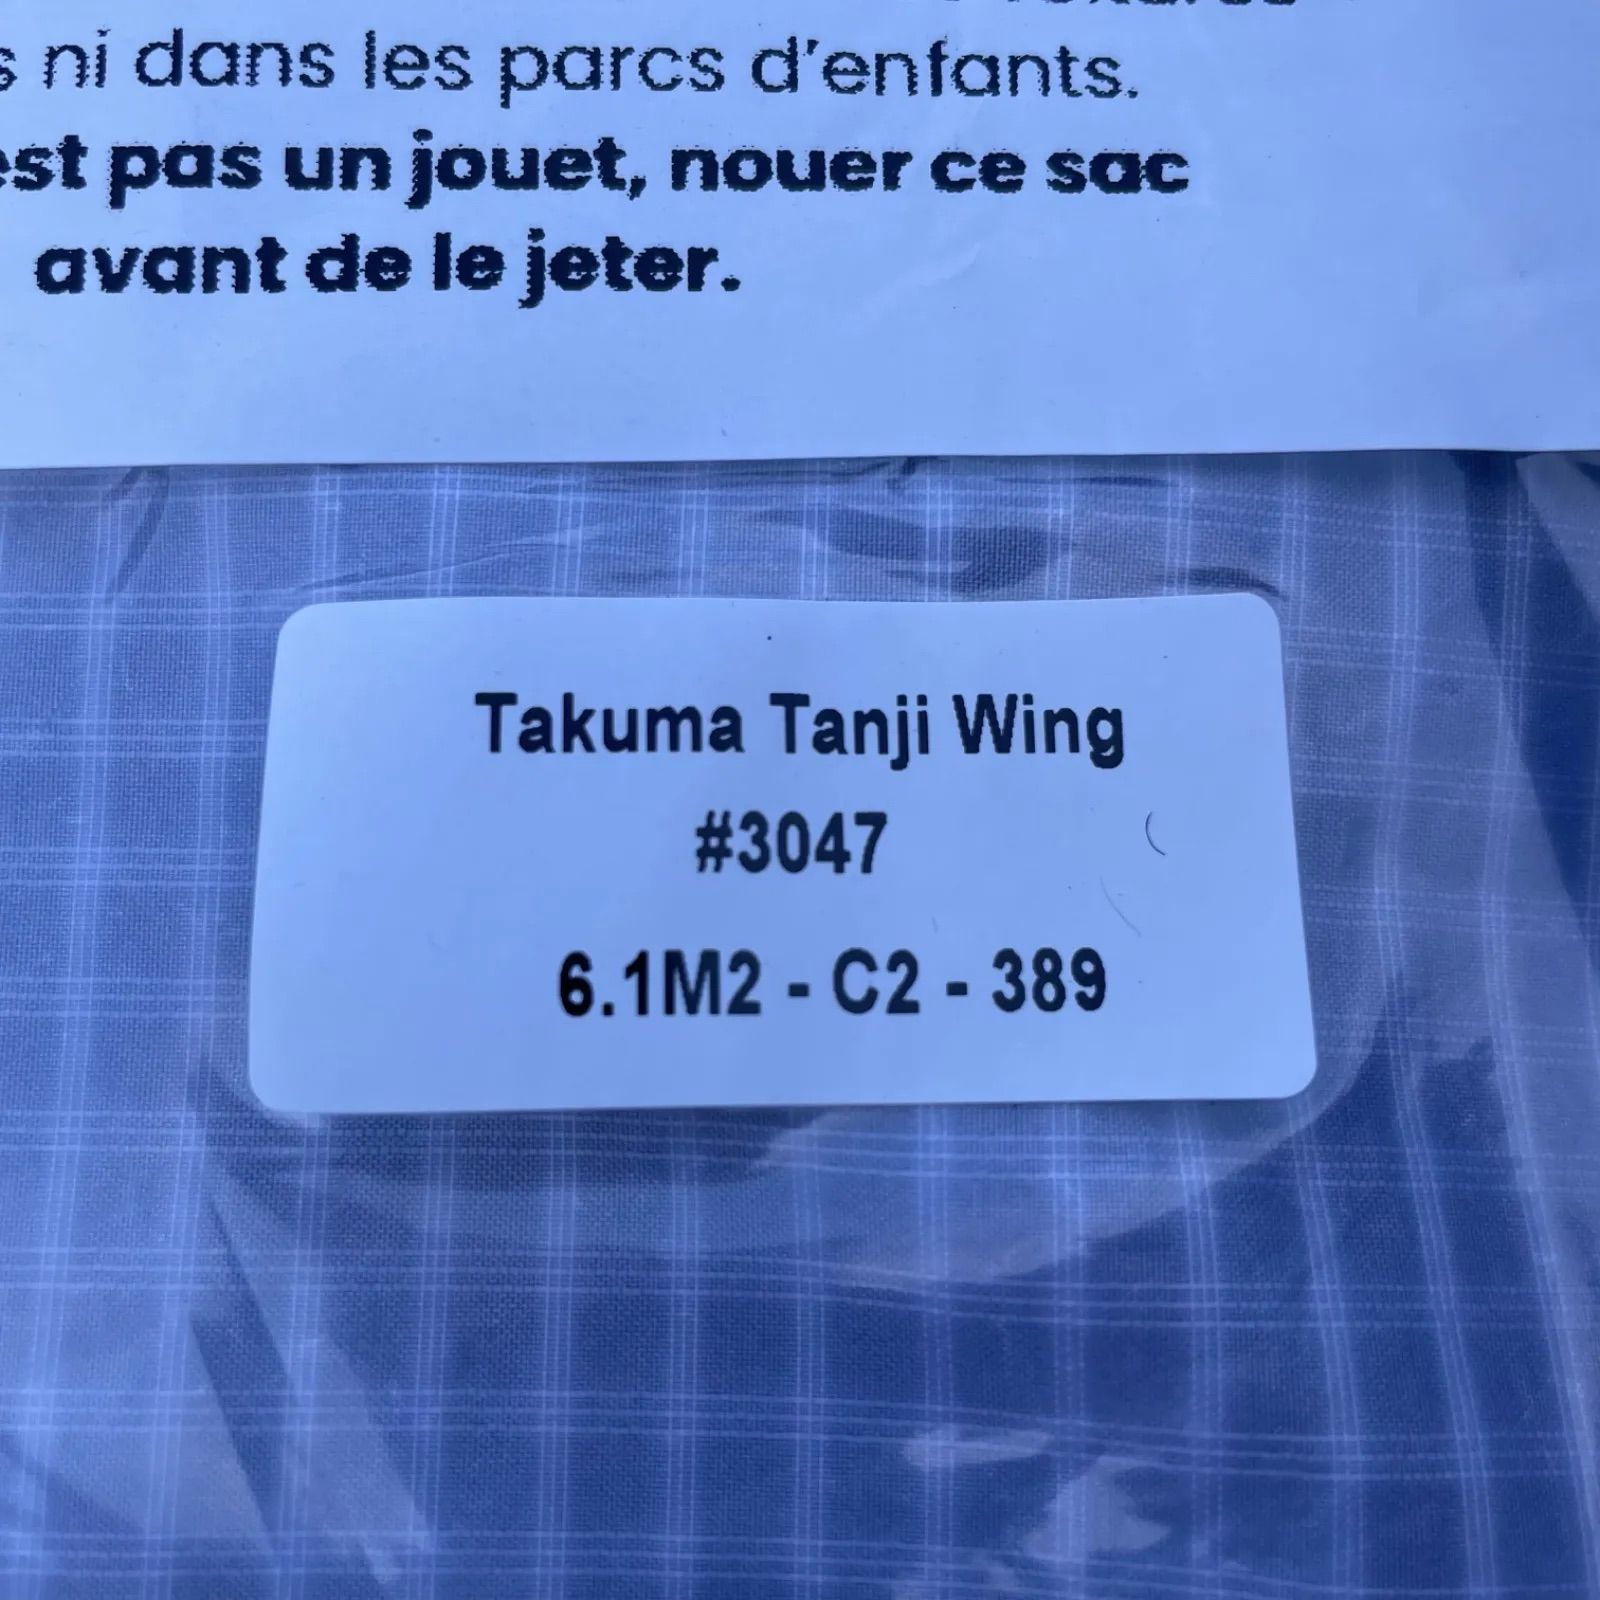 s ni dans les parcs d'enfants.
est pas un jouet, nouer ce sac
avant de le jeter.
Takuma Tanji Wing
#3047
6.1M2 - C2 - 389